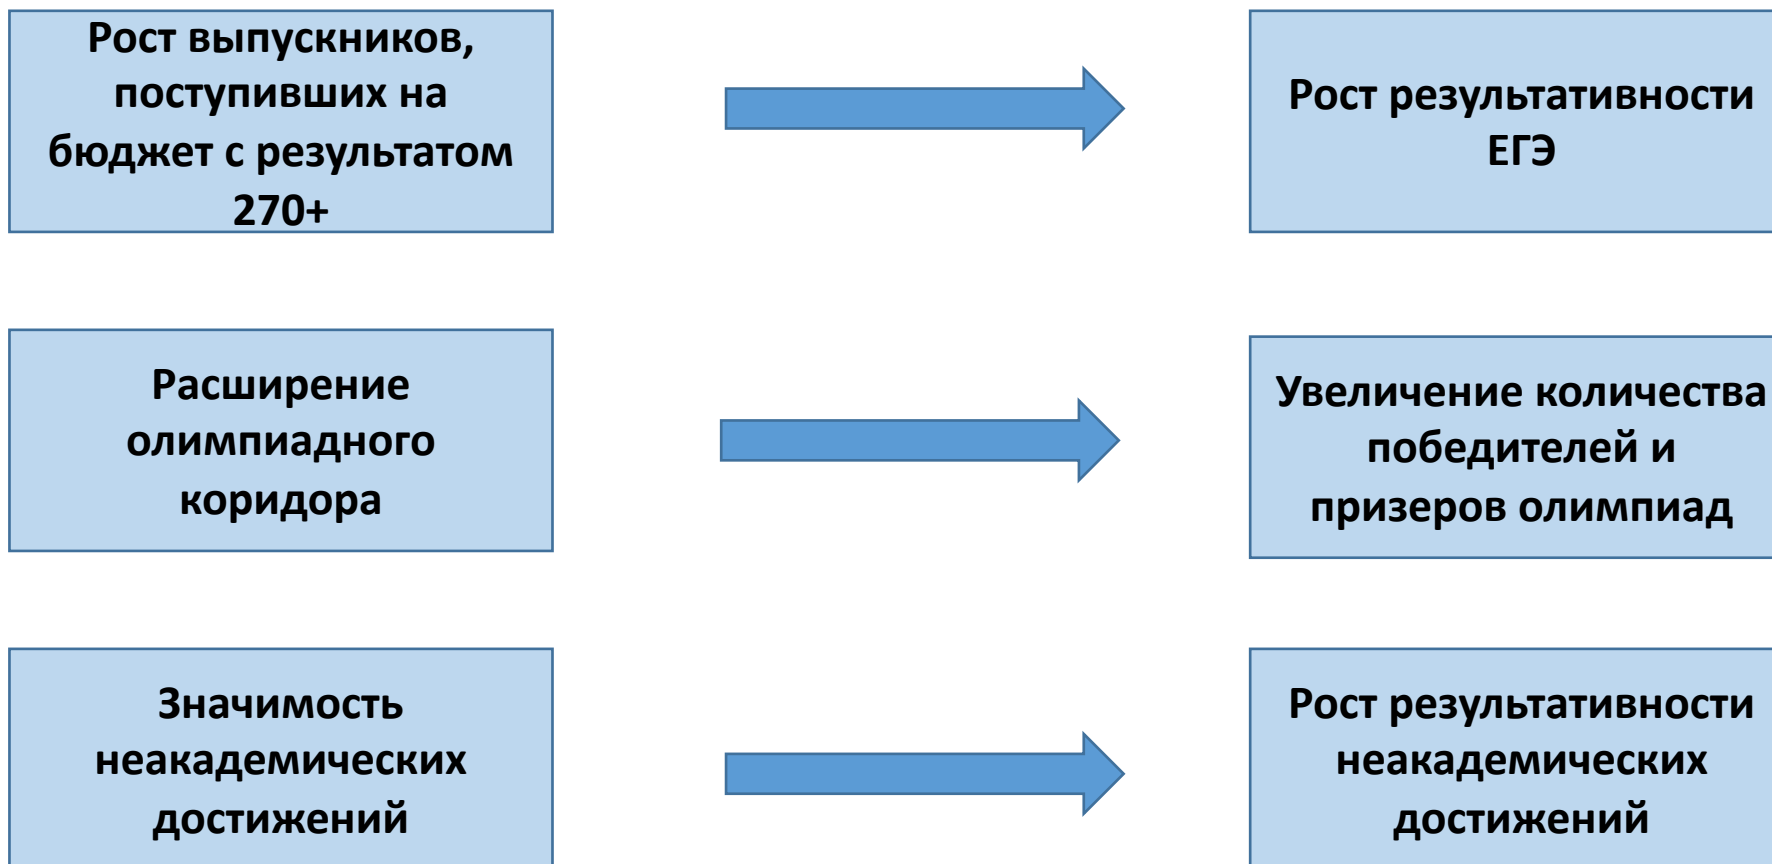 Рост выпускников,
поступивших на
бюджет с результатом
270+
Рост результативности
ЕГЭ
Расширение
олимпиадного
коридора
Увеличение количества
победителей и
призеров олимпиад
Значимость
неакадемических
достижений
Рост результативности
неакадемических
достижений